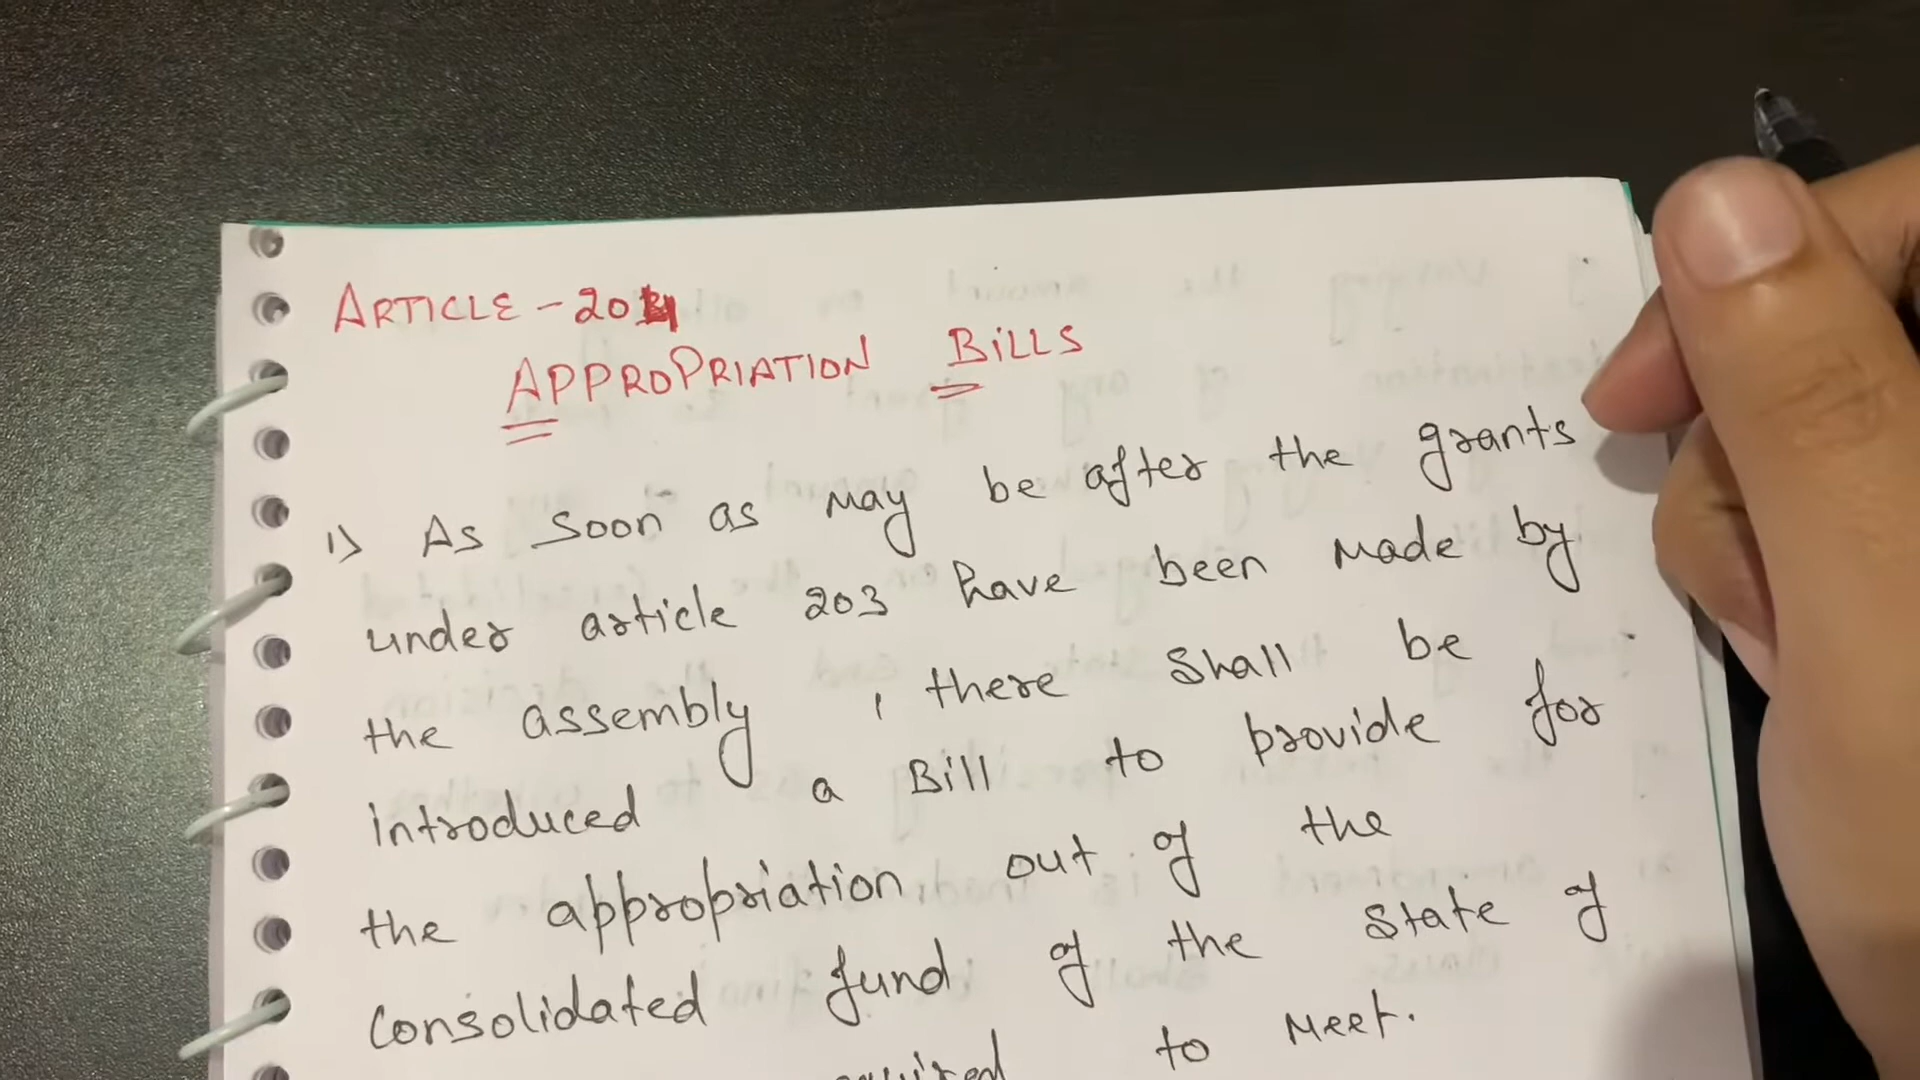 ARTICLE - 204
APPROPRIATION BILLS
1) As soon as may be after the grants
under article 203 have been made by
the assembly, there shall be
introduced a Bill to provide for
the appropriation out of the
consolidated fund of the state of
to meet.